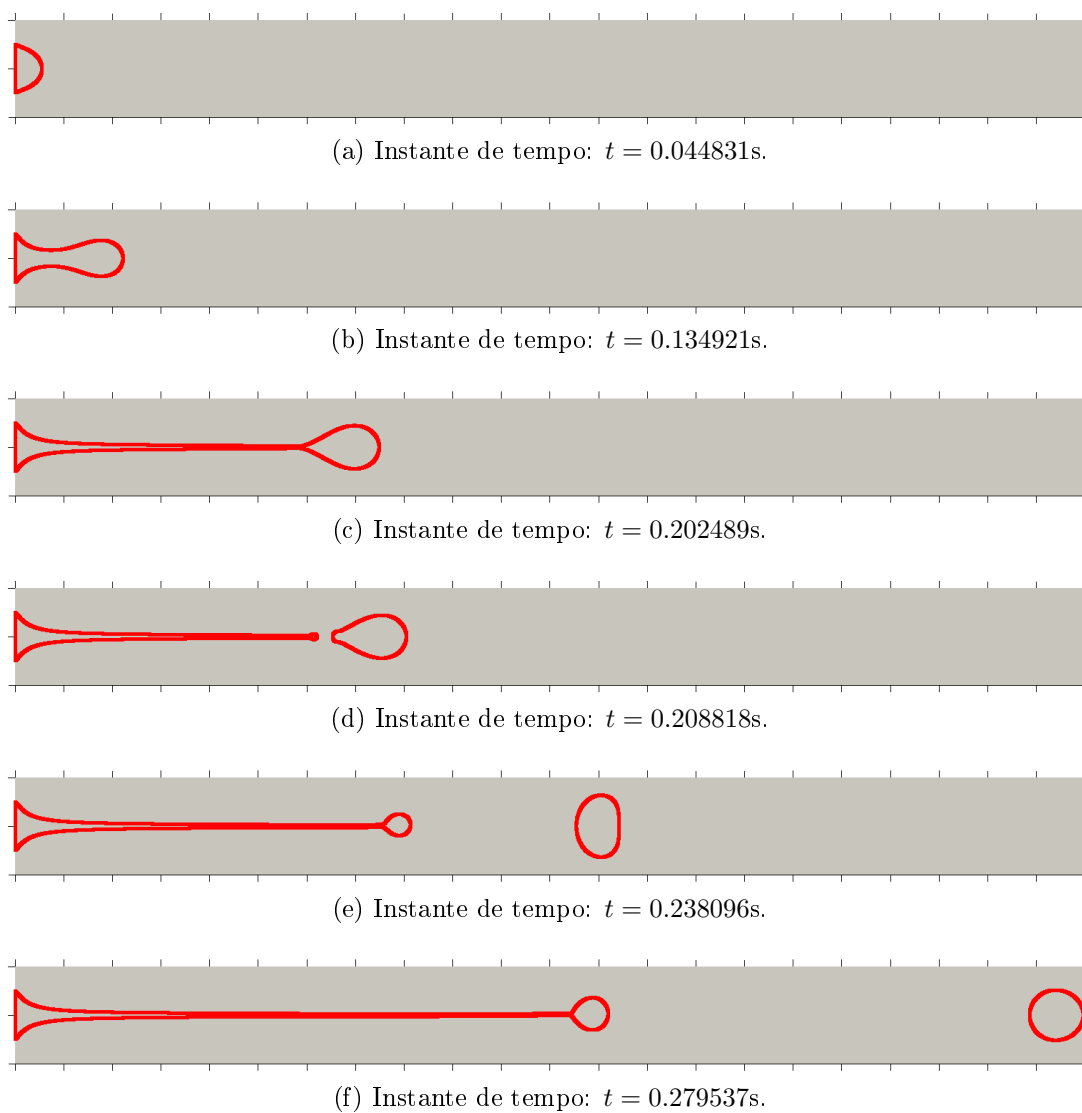 (a) Instante de tempo: t = 0.044831s.
(b) Instante de tempo: t = 0.134921s.
(c) Instante de tempo: t = 0.202489s.
(d) Instante de tempo: t = 0.208818s.
(e) Instante de tempo: t = 0.238096s.
(f) Instante de tempo: t = 0.279537s.